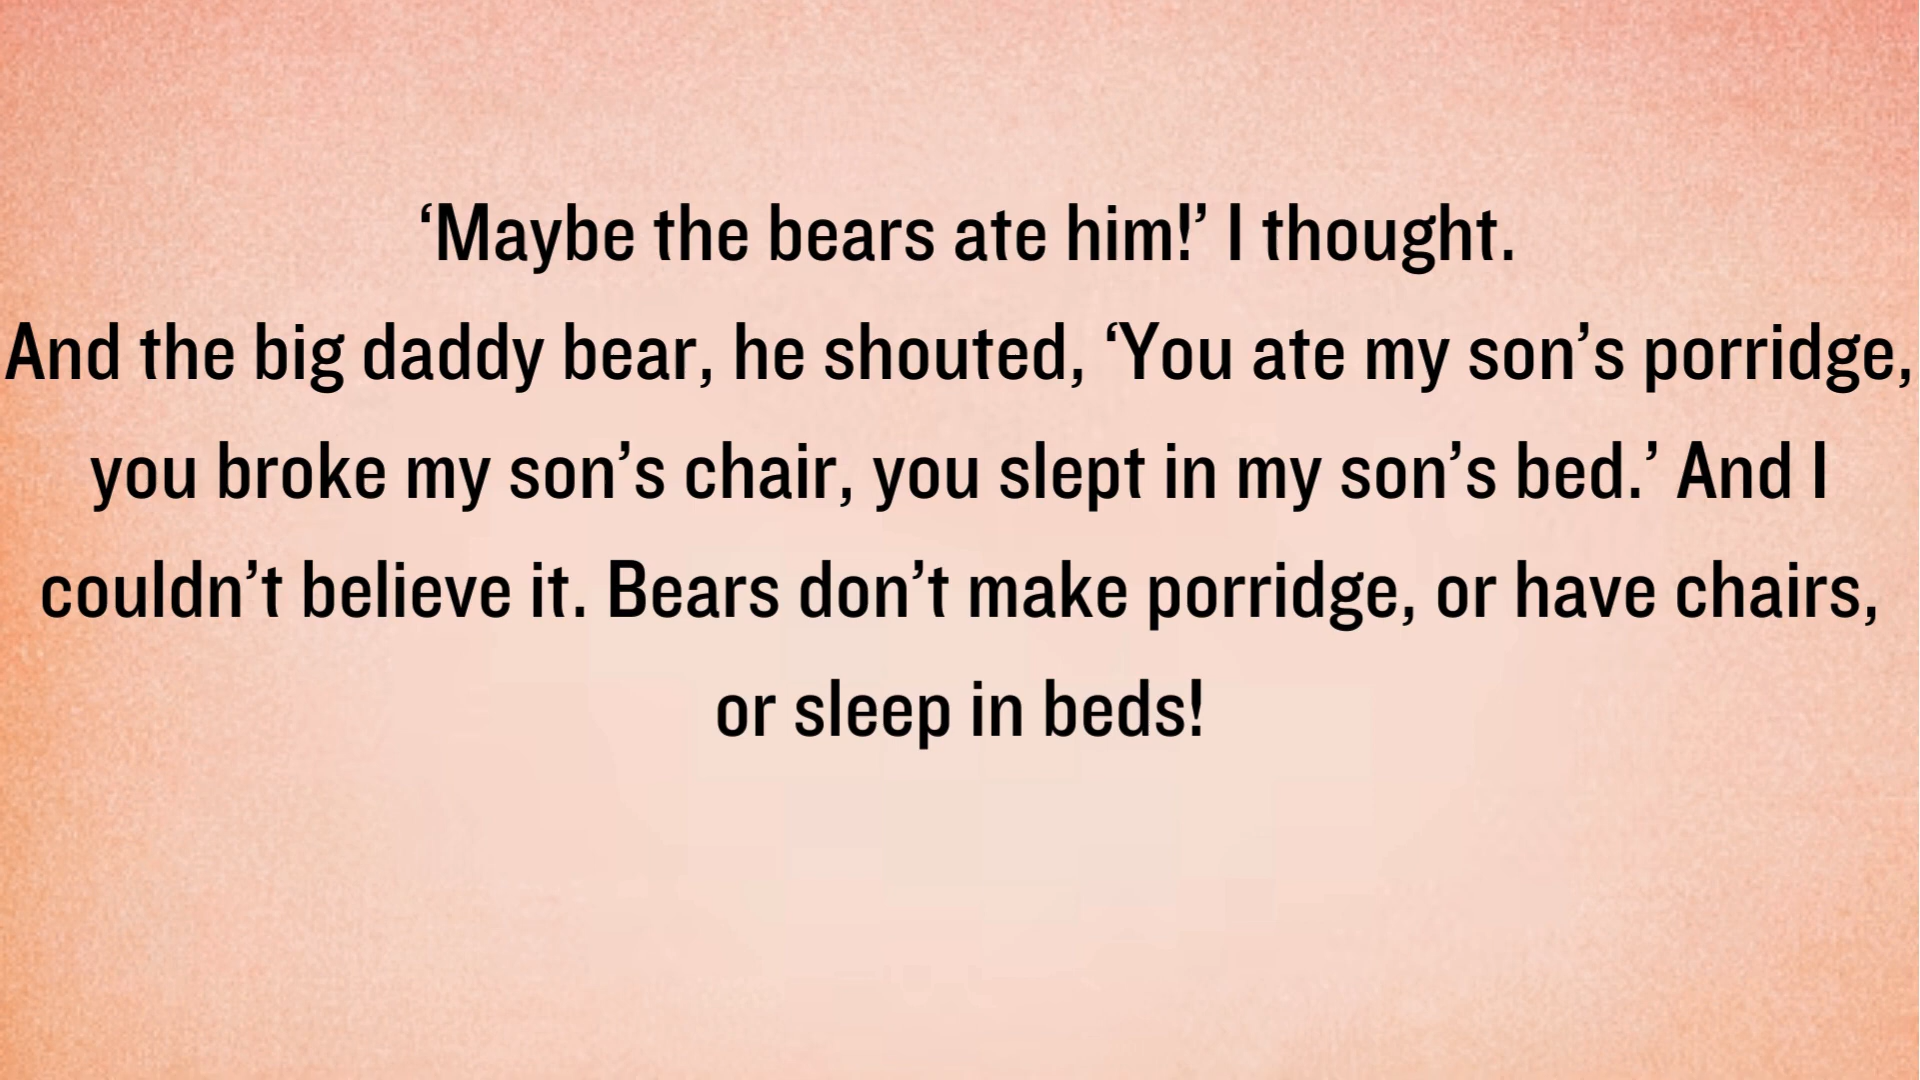 ‘Maybe the bears ate him!’ I thought.
And the big daddy bear, he shouted, ‘You ate my son’s porridge,
you broke my son’s chair, you slept in my son’s bed.’ And I
couldn’t believe it. Bears don’t make porridge, or have chairs,
or sleep in beds!